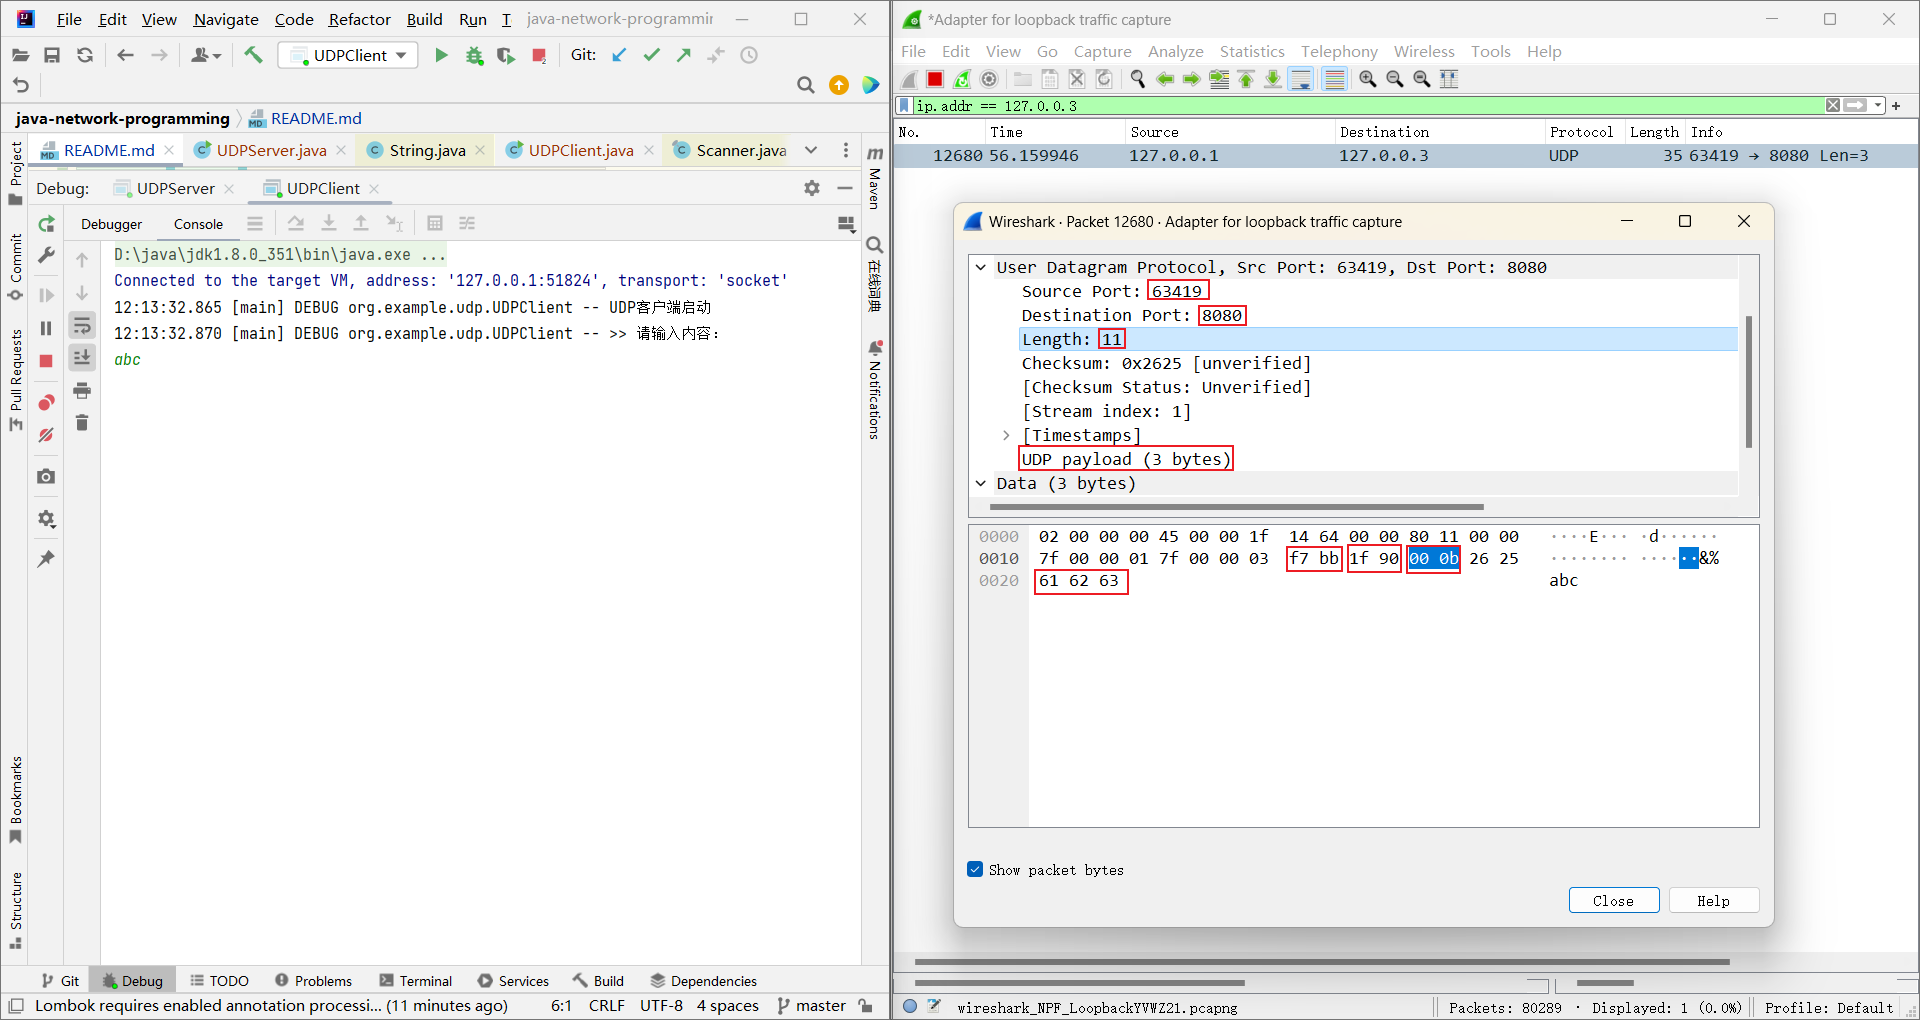 File Edit View Navigate Code Refactor Build Run T java-network-programmin
UDPClient Git:
java-network-programming README.md
README.md UDPServer.java String.java UDPClient.java Scanner.java
Debug: UDPServer UDPClient
Debugger Console
D:\java\jdk1.8.0_351\bin\java.exe ...
Connected to the target VM, address: '127.0.0.1:51824', transport: 'socket'
12:13:32.865 [main] DEBUG org.example.udp.UDPClient -- UDP客户端启动
12:13:32.870 [main] DEBUG org.example.udp.UDPClient -- >> 请输入内容：
abc
Project
Commit
Pull Requests
Bookmarks
Structure
m
Maven
在线词典
Notifications
Git Debug TODO Problems Terminal Services Build Dependencies
Lombok requires enabled annotation processi... (11 minutes ago) 6:1 CRLF UTF-8 4 spaces master
*Adapter for loopback traffic capture
File Edit View Go Capture Analyze Statistics Telephony Wireless Tools Help
ip.addr == 127.0.0.3
No. Time Source Destination Protocol Length Info
12680 56.159946 127.0.0.1 127.0.0.3 UDP 35 63419 → 8080 Len=3
Wireshark · Packet 12680 · Adapter for loopback traffic capture
User Datagram Protocol, Src Port: 63419, Dst Port: 8080
Source Port: 63419
Destination Port: 8080
Length: 11
Checksum: 0x2625 [unverified]
[Checksum Status: Unverified]
[Stream index: 1]
[Timestamps]
UDP payload (3 bytes)
Data (3 bytes)
0000 02 00 00 00 45 00 00 1f 14 64 00 00 80 11 00 00 ····E··· ·d······
0010 7f 00 00 01 7f 00 00 03 f7 bb 1f 90 00 0b 26 25 ········ ······&%
0020 61 62 63 abc
Show packet bytes
Close Help
wireshark_NPF_LoopbackYVWZ21.pcapng Packets: 80289 · Displayed: 1 (0.0%) Profile: Default